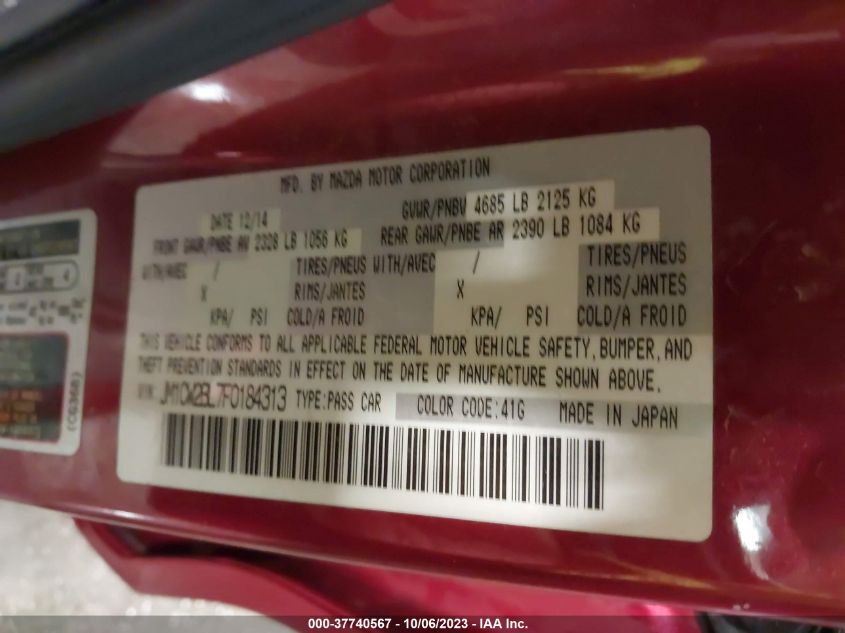 MFD. BY MAZDA MOTOR CORPORATION
DATE 12/14 GVWR/PNBV 4685 LB 2125 KG
FRONT GAWR/PNBE AV 2328 LB 1056 KG REAR GAWR/PNBE AR 2390 LB 1084 KG
WITH/AVEC / TIRES/PNEUS WITH/AVEC / TIRES/PNEUS
X RIMS/JANTES X RIMS/JANTES
KPA/ PSI COLD/A FROID KPA/ PSI COLD/A FROID
THIS VEHICLE CONFORMS TO ALL APPLICABLE FEDERAL MOTOR VEHICLE SAFETY, BUMPER, AND
THEFT PREVENTION STANDARDS IN EFFECT ON THE DATE OF MANUFACTURE SHOWN ABOVE.
VIN: JM1CW2BL7F0184313 TYPE:PASS CAR COLOR CODE:41G MADE IN JAPAN
(CG36B)
000-37740567 - 10/06/2023 - IAA Inc.